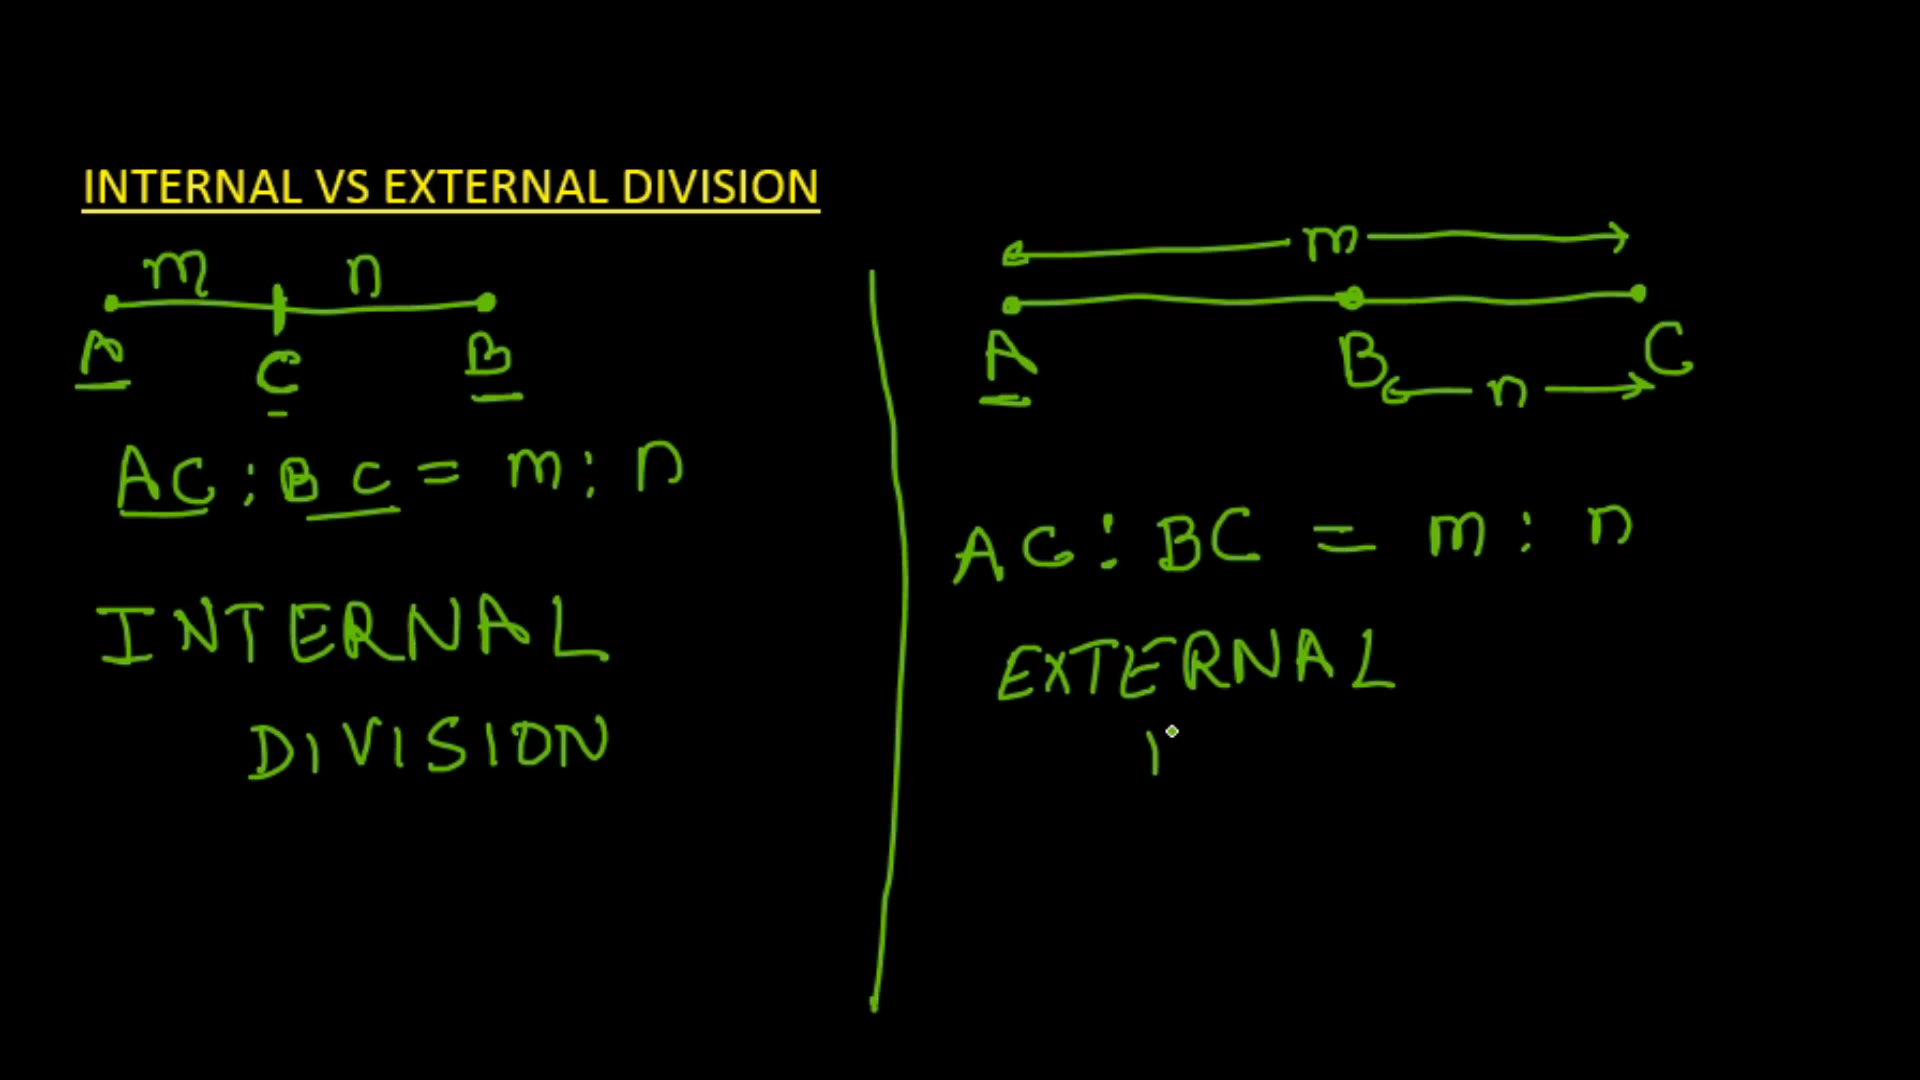 INTERNAL VS EXTERNAL DIVISION
m n
A C B
AC : BC = m : n
INTERNAL
DIVISION
m
A B C
n
AC : BC = m : n
EXTERNAL